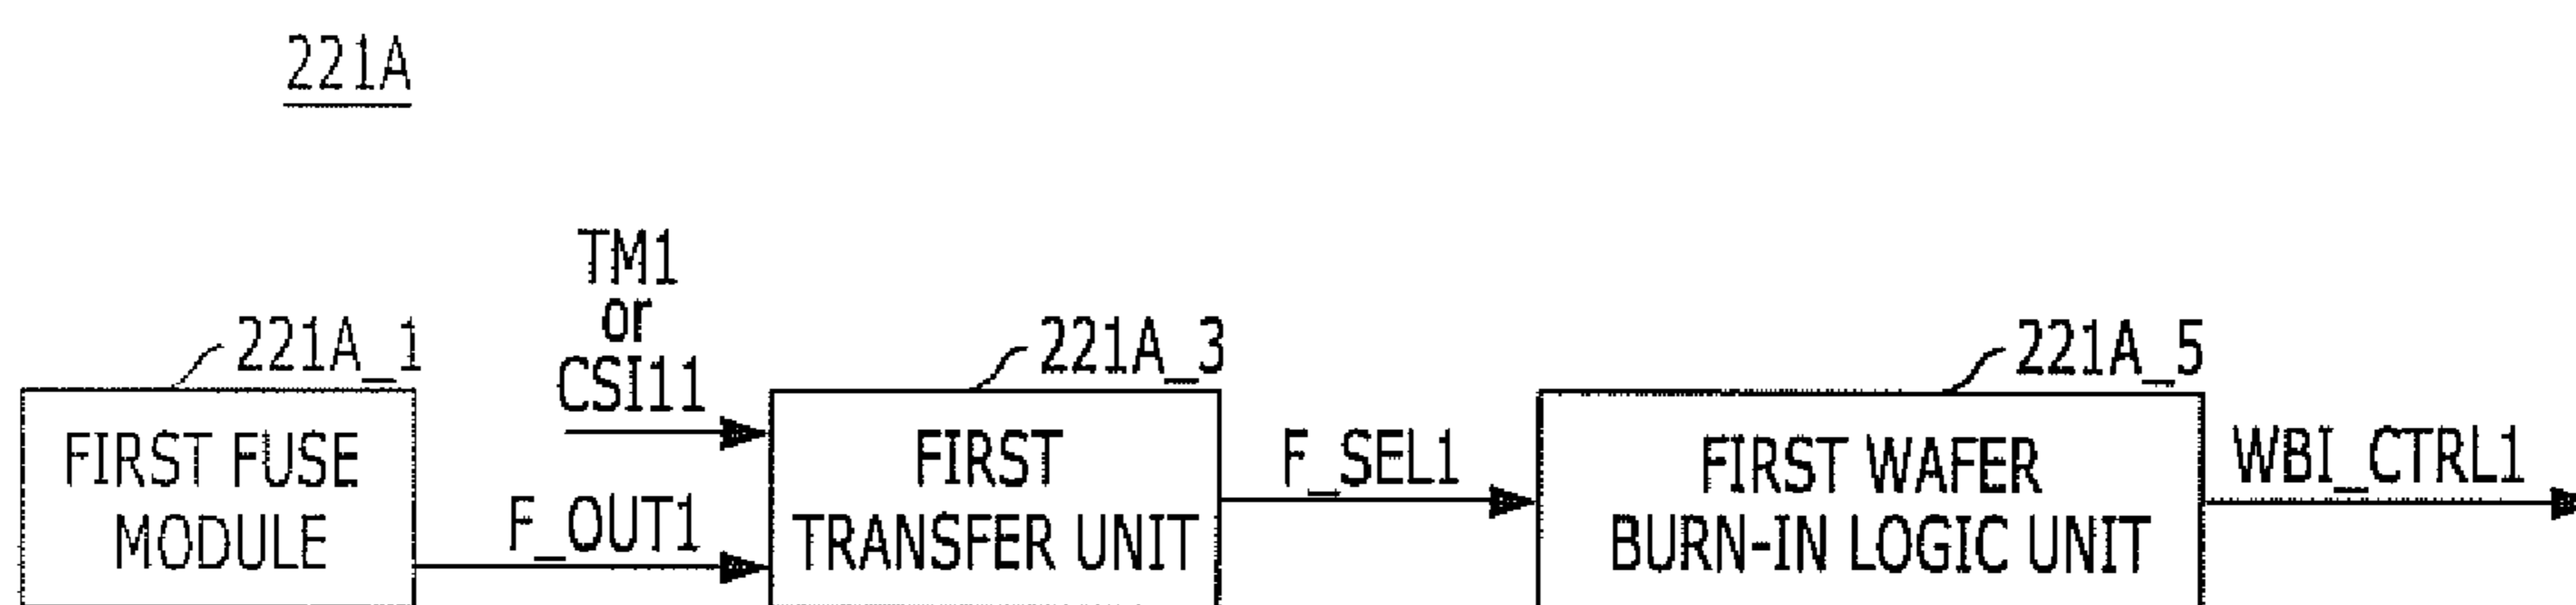 221A
TM1
or
CSI11
221A_1
221A_3
221A_5
FIRST FUSE
MODULE
F_OUT1
FIRST
TRANSFER UNIT
F_SEL1
FIRST WAFER
BURN-IN LOGIC UNIT
WBI_CTRL1